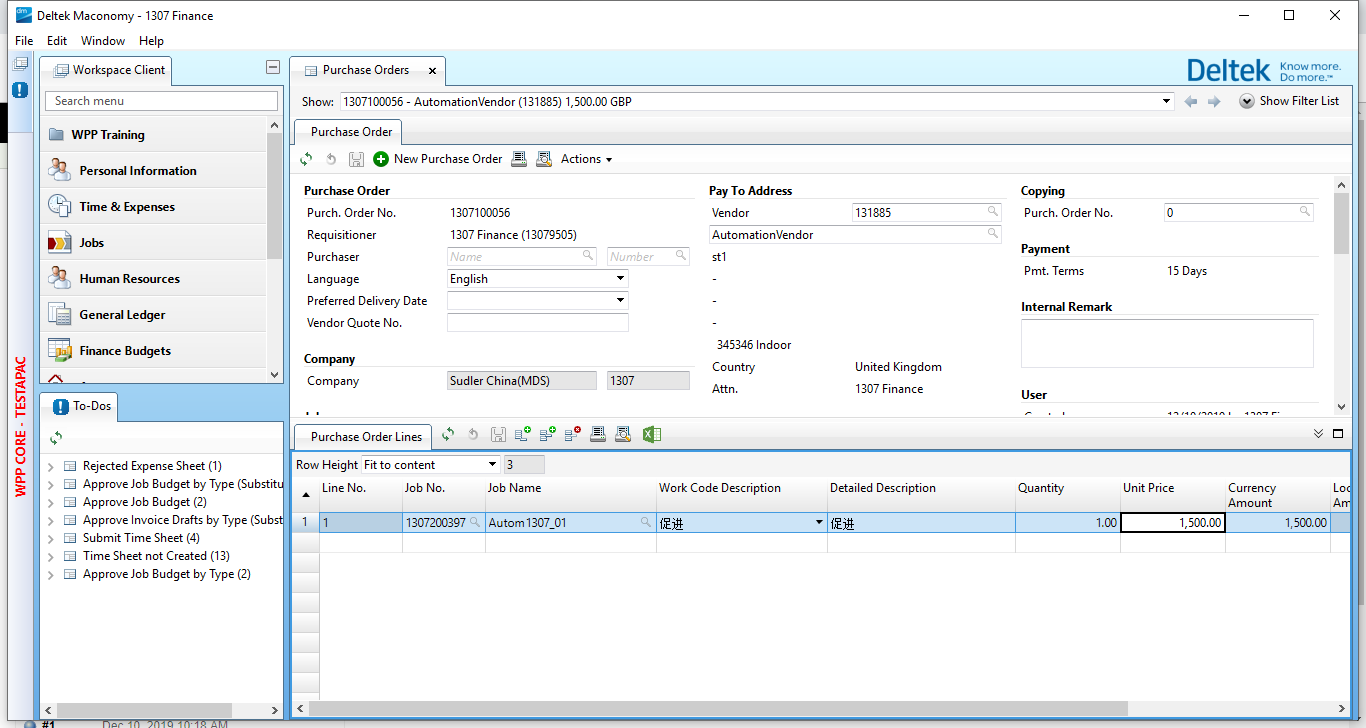 Deltek Maconomy - 1307 Finance
File Edit Window Help
Workspace Client
Search menu
WPP Training
Personal Information
Time & Expenses
Jobs
Human Resources
General Ledger
Finance Budgets
WPP CORE - TESTAPAC
To-Dos
Rejected Expense Sheet (1)
Approve Job Budget by Type (Substitu
Approve Job Budget (2)
Approve Invoice Drafts by Type (Subst
Submit Time Sheet (4)
Time Sheet not Created (13)
Approve Job Budget by Type (2)
Purchase Orders
Deltek Know more.
Do more.™
Show: 1307100056 - AutomationVendor (131885) 1,500.00 GBP
Show Filter List
Purchase Order
New Purchase Order Actions
Purchase Order
Purch. Order No. 1307100056
Requisitioner 1307 Finance (13079505)
Purchaser Name Number
Language English
Preferred Delivery Date
Vendor Quote No.
Company
Company Sudler China(MDS) 1307
Pay To Address
Vendor 131885
AutomationVendor
st1
-
-
-
345346 Indoor
Country United Kingdom
Attn. 1307 Finance
Copying
Purch. Order No. 0
Payment
Pmt. Terms 15 Days
Internal Remark
User
Purchase Order Lines
Row Height Fit to content 3
Line No. Job No. Job Name Work Code Description Detailed Description Quantity Unit Price Currency Amount Loc Am
1 1 1307200397 Autom1307_01 促进 促进 1.00 1,500.00 1,500.00
#1 Dec 10, 2019 10:18 AM